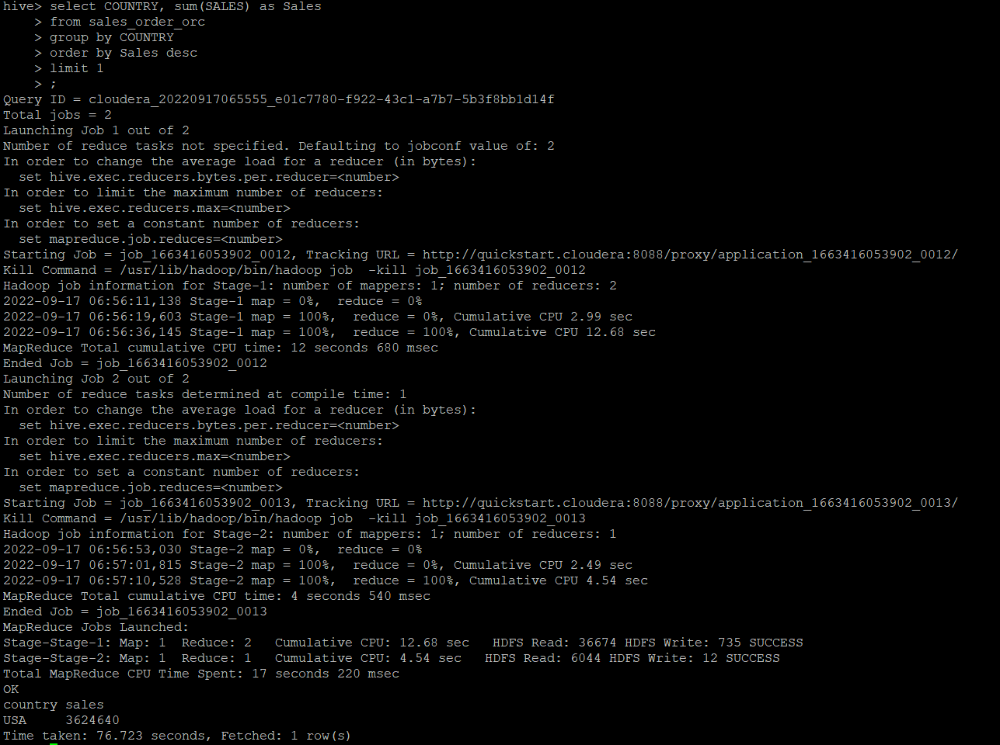 hive> select COUNTRY, sum(SALES) as Sales
    > from sales_order_orc
    > group by COUNTRY
    > order by Sales desc
    > limit 1
    > ;
Query ID = cloudera_20220917065555_e01c7780-f922-43c1-a7b7-5b3f8bb1d14f
Total jobs = 2
Launching Job 1 out of 2
Number of reduce tasks not specified. Defaulting to jobconf value of: 2
In order to change the average load for a reducer (in bytes):
  set hive.exec.reducers.bytes.per.reducer=<number>
In order to limit the maximum number of reducers:
  set hive.exec.reducers.max=<number>
In order to set a constant number of reducers:
  set mapreduce.job.reduces=<number>
Starting Job = job_1663416053902_0012, Tracking URL = http://quickstart.cloudera:8088/proxy/application_1663416053902_0012/
Kill Command = /usr/lib/hadoop/bin/hadoop job  -kill job_1663416053902_0012
Hadoop job information for Stage-1: number of mappers: 1; number of reducers: 2
2022-09-17 06:56:11,138 Stage-1 map = 0%,  reduce = 0%
2022-09-17 06:56:19,603 Stage-1 map = 100%,  reduce = 0%, Cumulative CPU 2.99 sec
2022-09-17 06:56:36,145 Stage-1 map = 100%,  reduce = 100%, Cumulative CPU 12.68 sec
MapReduce Total cumulative CPU time: 12 seconds 680 msec
Ended Job = job_1663416053902_0012
Launching Job 2 out of 2
Number of reduce tasks determined at compile time: 1
In order to change the average load for a reducer (in bytes):
  set hive.exec.reducers.bytes.per.reducer=<number>
In order to limit the maximum number of reducers:
  set hive.exec.reducers.max=<number>
In order to set a constant number of reducers:
  set mapreduce.job.reduces=<number>
Starting Job = job_1663416053902_0013, Tracking URL = http://quickstart.cloudera:8088/proxy/application_1663416053902_0013/
Kill Command = /usr/lib/hadoop/bin/hadoop job  -kill job_1663416053902_0013
Hadoop job information for Stage-2: number of mappers: 1; number of reducers: 1
2022-09-17 06:56:53,030 Stage-2 map = 0%,  reduce = 0%
2022-09-17 06:57:01,815 Stage-2 map = 100%,  reduce = 0%, Cumulative CPU 2.49 sec
2022-09-17 06:57:10,528 Stage-2 map = 100%,  reduce = 100%, Cumulative CPU 4.54 sec
MapReduce Total cumulative CPU time: 4 seconds 540 msec
Ended Job = job_1663416053902_0013
MapReduce Jobs Launched:
Stage-Stage-1: Map: 1  Reduce: 2   Cumulative CPU: 12.68 sec   HDFS Read: 36674 HDFS Write: 735 SUCCESS
Stage-Stage-2: Map: 1  Reduce: 1   Cumulative CPU: 4.54 sec   HDFS Read: 6044 HDFS Write: 12 SUCCESS
Total MapReduce CPU Time Spent: 17 seconds 220 msec
OK
country sales
USA     3624640
Time taken: 76.723 seconds, Fetched: 1 row(s)